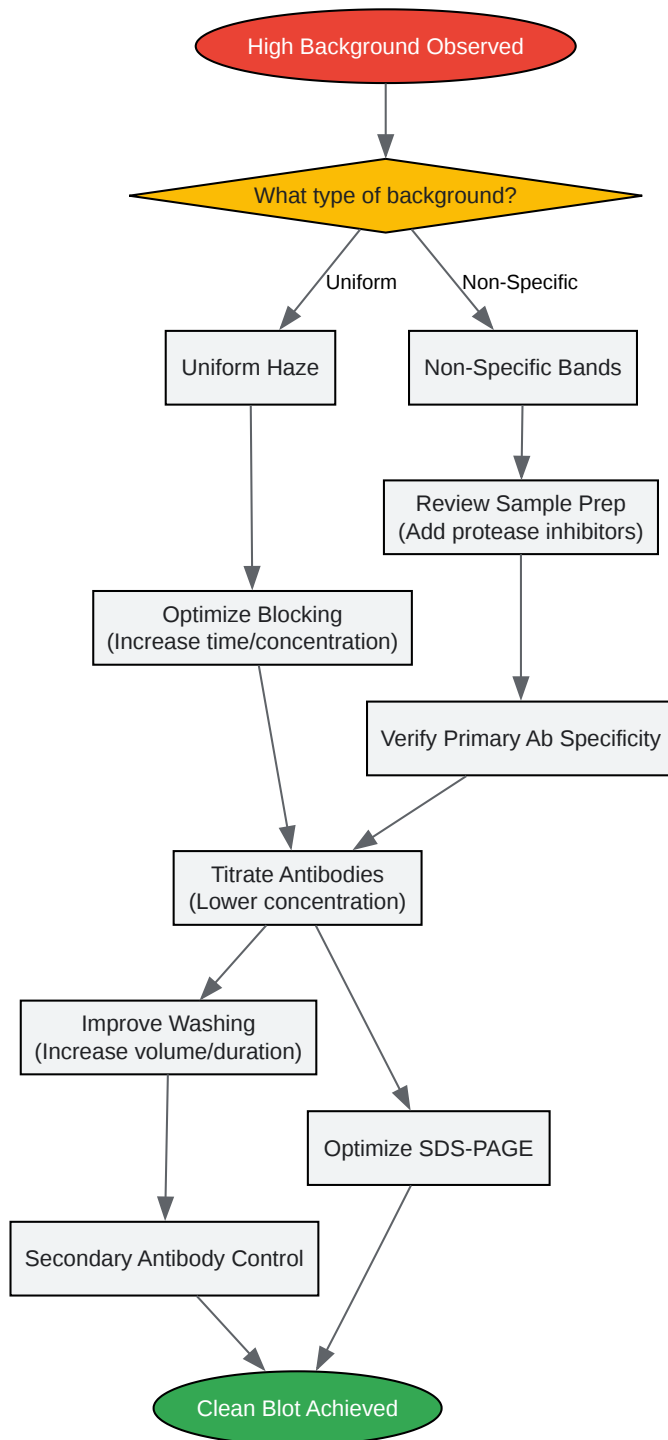 High Background Observed
What type of background?
Uniform
Non-Specific
Uniform Haze
Non-Specific Bands
Review Sample Prep
(Add protease inhibitors)
Optimize Blocking
(Increase time/concentration)
Verify Primary Ab Specificity
Titrate Antibodies
(Lower concentration)
Improve Washing
(Increase volume/duration)
Optimize SDS-PAGE
Secondary Antibody Control
Clean Blot Achieved